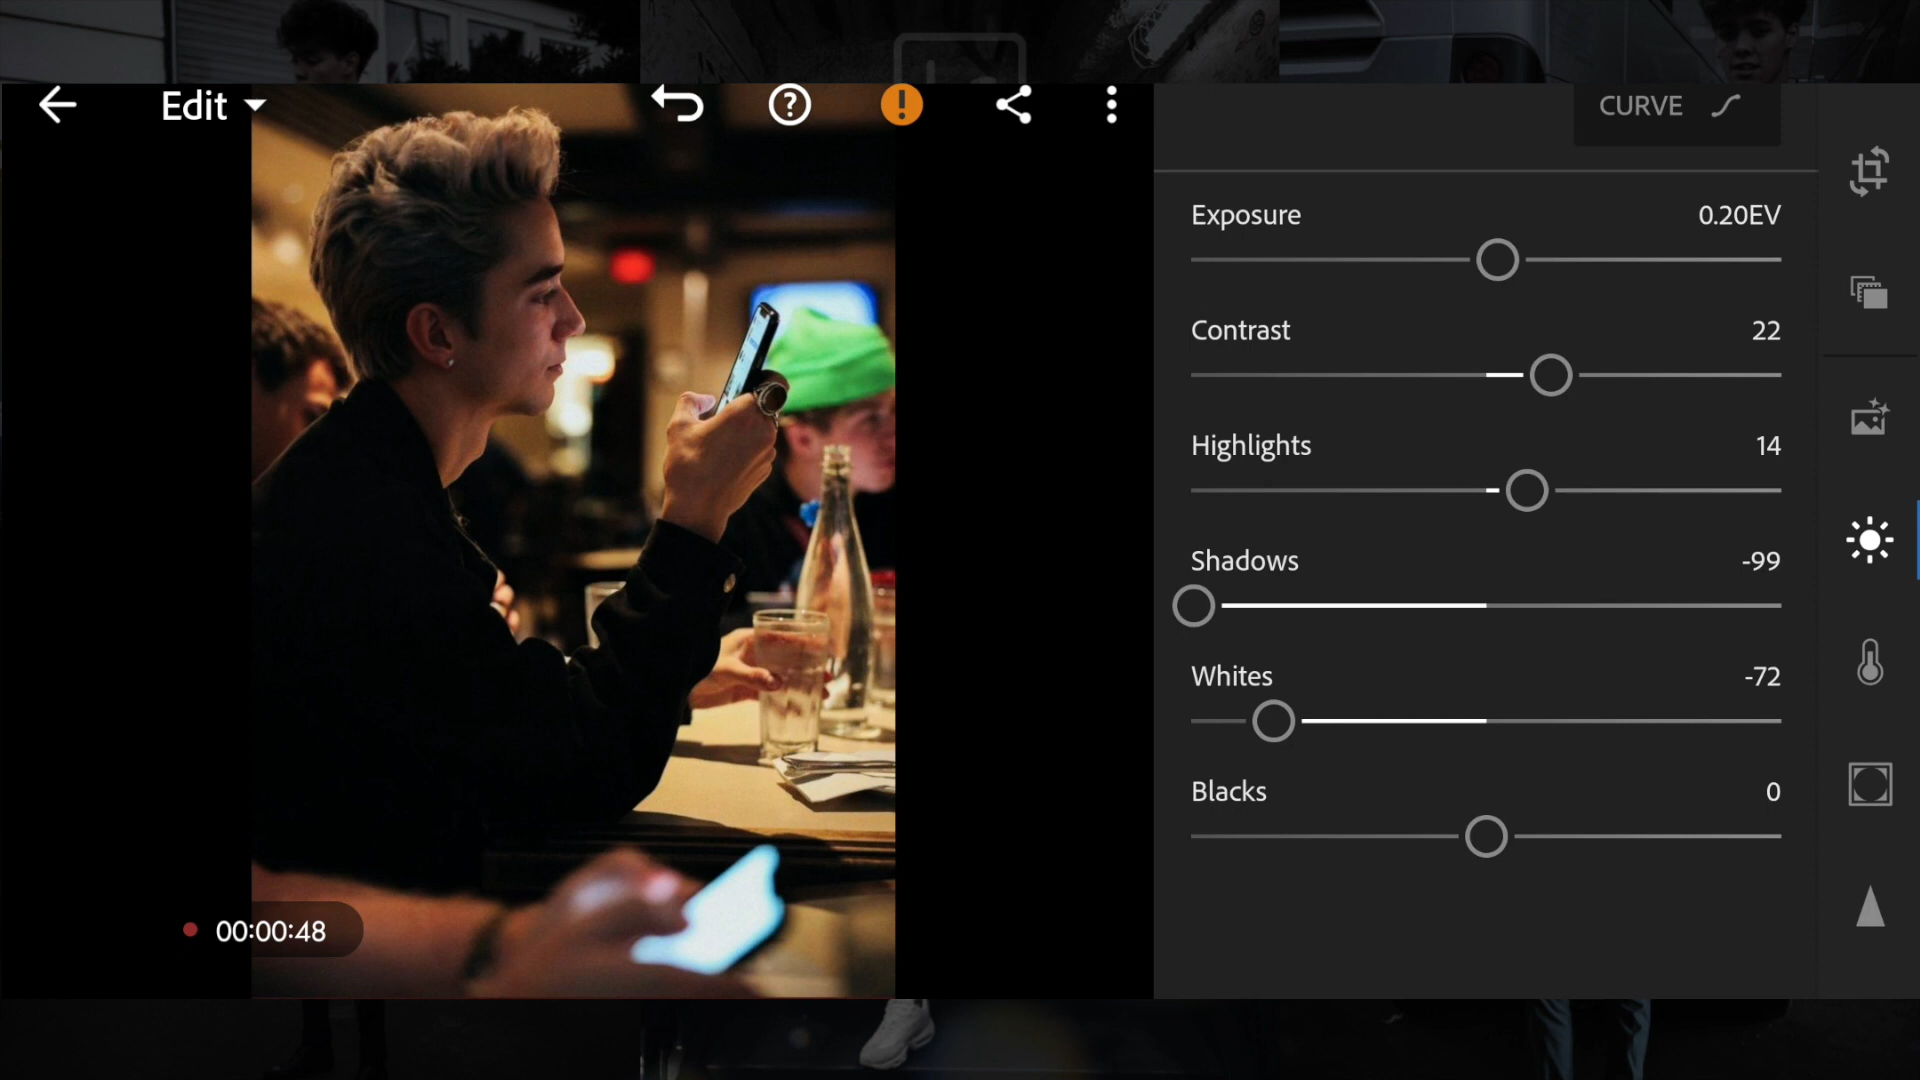 Edit
CURVE
Exposure 0.20EV
Contrast 22
Highlights 14
Shadows -99
Whites -72
Blacks 0
00:00:48